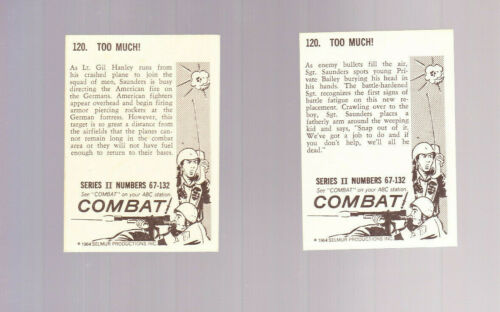 120. TOO MUCH!
As Lt. Gil Hanley runs from
his crashed plane to join the
squad of men, Saunders is busy
directing the American fire on
the Germans. American fighters
appear overhead and begin firing
armor piercing rockets at the
German fortress. However, this
target is so great a distance from
the airfields that the planes can-
not remain long in the combat
area or they will not have fuel
enough to return to their bases.
SERIES II NUMBERS 67-132
See "COMBAT" on your ABC station.
COMBAT!
© 1964 SELMUR PRODUCTIONS INC.
120. TOO MUCH!
As enemy bullets fill the air,
Sgt. Saunders spots young Pri-
vate Bailey burying his head in
his hands. The battle-hardened
Sgt. recognizes the first signs of
battle fatigue on this new re-
placement. Crawling over to the
boy, Sgt. Saunders places a
fatherly arm around the weeping
kid and says, "Snap out of it.
We've got a job to do and if
you don't help, we'll all be
dead."
SERIES II NUMBERS 67-132
See "COMBAT" on your ABC station.
COMBAT!
© 1964 SELMUR PRODUCTIONS INC.